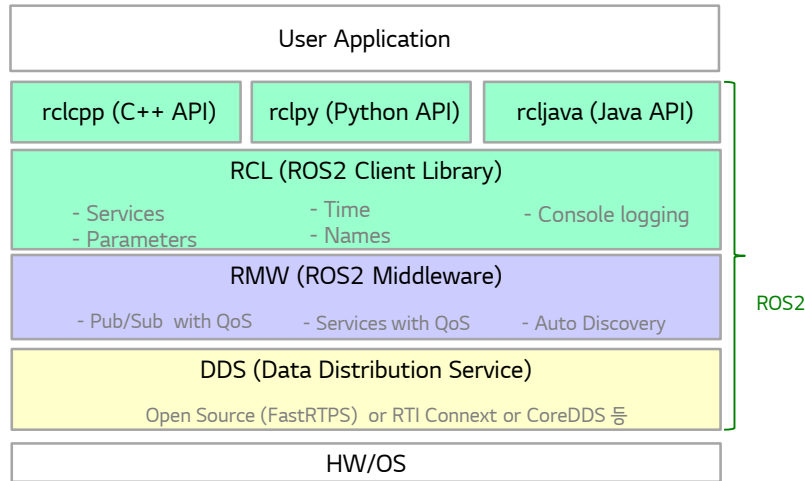 User Application
rclcpp (C++ API)
rclpy (Python API)
rcljava (Java API)
RCL (ROS2 Client Library)
- Services
- Parameters
- Time
- Names
- Console logging
RMW (ROS2 Middleware)
- Pub/Sub with QoS
- Services with QoS
- Auto Discovery
ROS2
DDS (Data Distribution Service)
Open Source (FastRTPS) or RTI Connext or CoreDDS 등
HW/OS